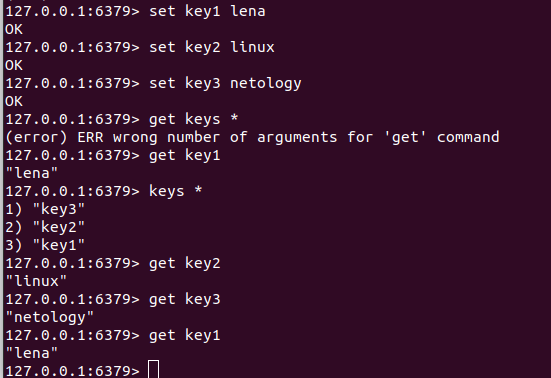 127.0.0.1:6379> set key1 lena
OK
127.0.0.1:6379> set key2 linux
OK
127.0.0.1:6379> set key3 netology
OK
127.0.0.1:6379> get keys *
(error) ERR wrong number of arguments for 'get' command
127.0.0.1:6379> get key1
"lena"
127.0.0.1:6379> keys *
1) "key3"
2) "key2"
3) "key1"
127.0.0.1:6379> get key2
"linux"
127.0.0.1:6379> get key3
"netology"
127.0.0.1:6379> get key1
"lena"
127.0.0.1:6379>